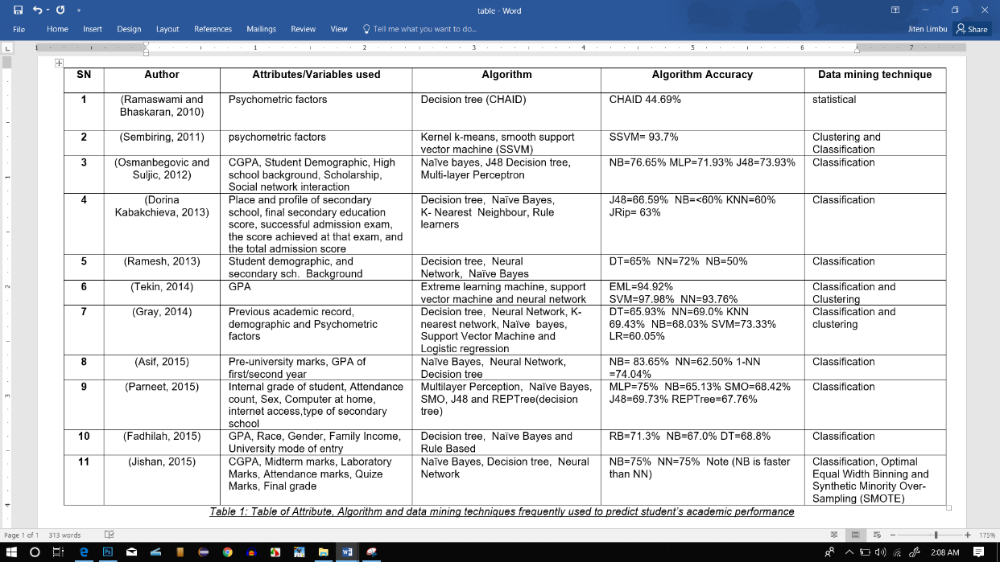 table - Word
File Home Insert Design Layout References Mailings Review View Tell me what you want to do... Jiten Limbu Share
SN Author Attributes/Variables used Algorithm Algorithm Accuracy Data mining technique
1 (Ramaswami and Bhaskaran, 2010) Psychometric factors Decision tree (CHAID) CHAID 44.69% statistical
2 (Sembiring, 2011) psychometric factors Kernel k-means, smooth support vector machine (SSVM) SSVM= 93.7% Clustering and Classification
3 (Osmanbegovic and Suljic, 2012) CGPA, Student Demographic, High school background, Scholarship, Social network interaction Naïve bayes, J48 Decision tree, Multi-layer Perceptron NB=76.65% MLP=71.93% J48=73.93% Classification
4 (Dorina Kabakchieva, 2013) Place and profile of secondary school, final secondary education score, successful admission exam, the score achieved at that exam, and the total admission score Decision tree, Naïve Bayes, K- Nearest Neighbour, Rule learners J48=66.59% NB=<60% KNN=60% JRip= 63% Classification
5 (Ramesh, 2013) Student demographic, and secondary sch. Background Decision tree, Neural Network, Naïve Bayes DT=65% NN=72% NB=50% Classification
6 (Tekin, 2014) GPA Extreme learning machine, support vector machine and neural network EML=94.92% SVM=97.98% NN=93.76% Classification and Clustering
7 (Gray, 2014) Previous academic record, demographic and Psychometric factors Decision tree, Neural Network, K-nearest network, Naïve bayes, Support Vector Machine and Logistic regression DT=65.93% NN=69.0% KNN 69.43% NB=68.03% SVM=73.33% LR=60.05% Classification and clustering
8 (Asif, 2015) Pre-university marks, GPA of first/second year Naïve Bayes, Neural Network, Decision tree NB= 83.65% NN=62.50% 1-NN =74.04% Classification
9 (Parneet, 2015) Internal grade of student, Attendance count, Sex, Computer at home, internet access,type of secondary school Multilayer Perception, Naïve Bayes, SMO, J48 and REPTree(decision tree) MLP=75% NB=65.13% SMO=68.42% J48=69.73% REPTree=67.76% Classification
10 (Fadhilah, 2015) GPA, Race, Gender, Family Income, University mode of entry Decision tree, Naïve Bayes and Rule Based RB=71.3% NB=67.0% DT=68.8% Classification
11 (Jishan, 2015) CGPA, Midterm marks, Laboratory Marks, Attendance marks, Quize Marks, Final grade Naïve Bayes, Decision tree, Neural Network NB=75% NN=75% Note (NB is faster than NN) Classification, Optimal Equal Width Binning and Synthetic Minority Over-Sampling (SMOTE)
Table 1: Table of Attribute, Algorithm and data mining techniques frequently used to predict student's academic performance
Page 1 of 1 313 words 175%
2:08 AM